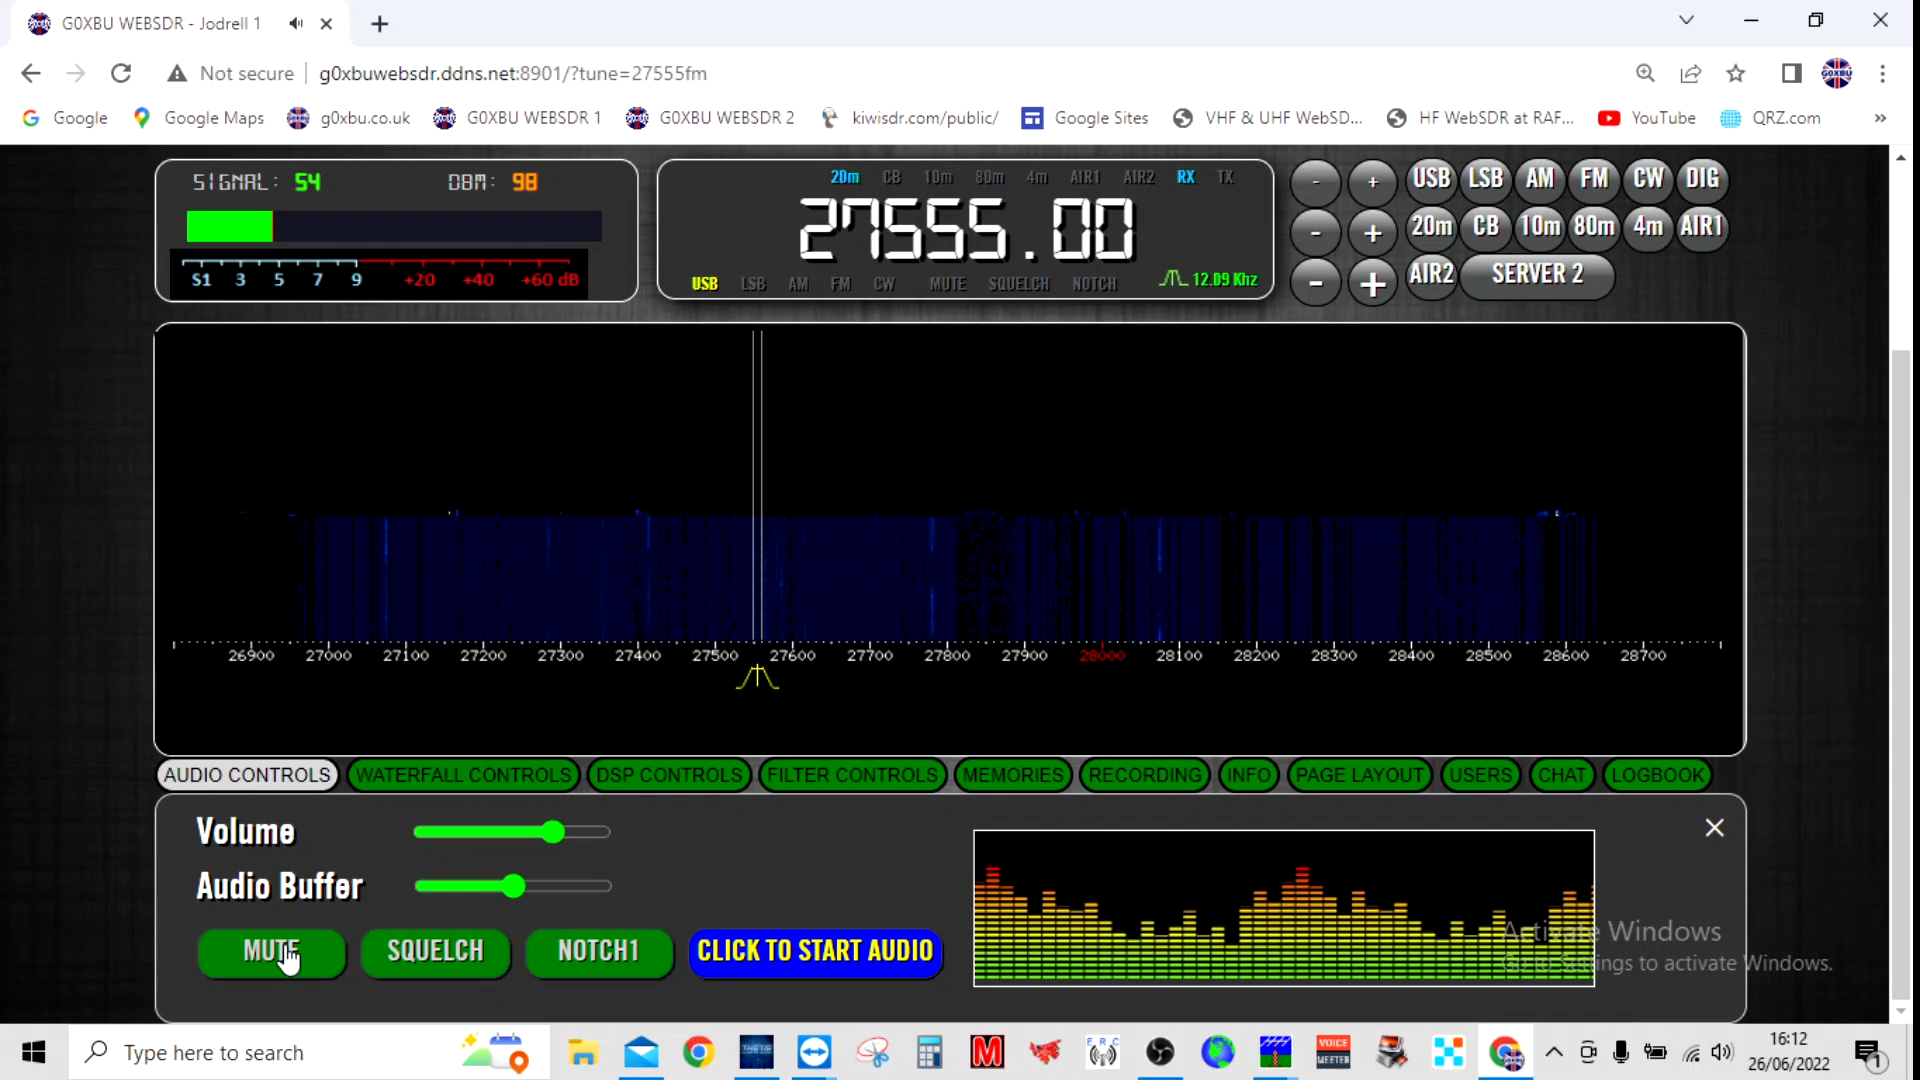 G0XBU WEBSDR - Jodrell 1
Not secure g0xbuwebsdr.ddns.net:8901/?tune=27555fm
Google Google Maps g0xbu.co.uk G0XBU WEBSDR 1 G0XBU WEBSDR 2 kiwisdr.com/public/ Google Sites VHF & UHF WebSD... HF WebSDR at RAF... YouTube QRZ.com »
SIGNAL: S4 DBM: 98
S1 3 5 7 9 +20 +40 +60 dB
20m CB 10m 80m 4m AIR1 AIR2 RX TX
27555.00
USB LSB AM FM CW MUTE SQUELCH NOTCH 12.09 Khz
- + USB LSB AM FM CW DIG
- + 20m CB 10m 80m 4m AIR1
- + AIR2 SERVER 2
26900 27000 27100 27200 27300 27400 27500 27600 27700 27800 27900 28000 28100 28200 28300 28400 28500 28600 28700
AUDIO CONTROLS WATERFALL CONTROLS DSP CONTROLS FILTER CONTROLS MEMORIES RECORDING INFO PAGE LAYOUT USERS CHAT LOGBOOK
Volume
Audio Buffer
MUTE SQUELCH NOTCH1 CLICK TO START AUDIO
Activate Windows
Go to Settings to activate Windows.
Type here to search
VOICE
MEETER
16:12
26/06/2022
1